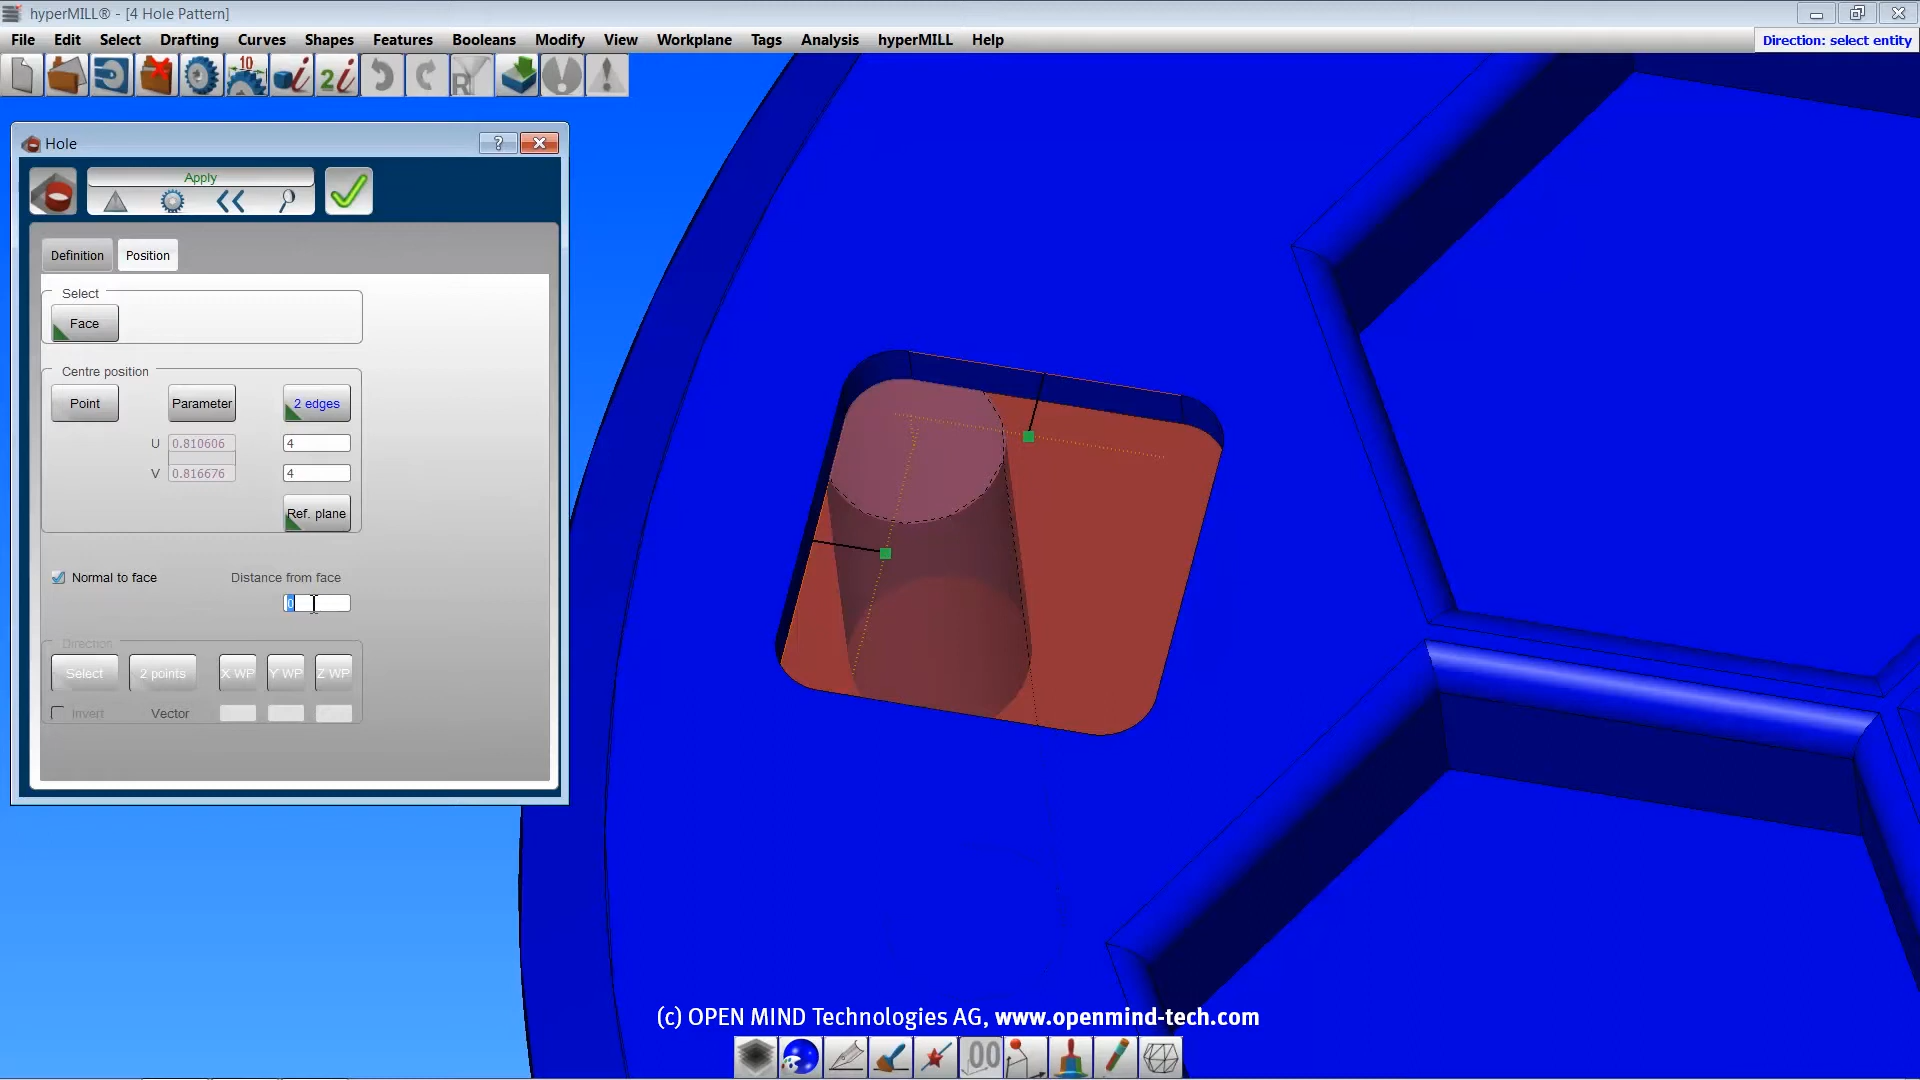 hyperMILL® - [4 Hole Pattern]
File Edit Select Drafting Curves Shapes Features Booleans Modify View Workplane Tags Analysis hyperMILL Help
Direction: select entity
10
2
R
Hole
?
Apply
Definition Position
Select
Face
Centre position
Point Parameter 2 edges
U 0.810606 4
V 0.816676 4
Ref. plane
Normal to face Distance from face
0
Direction
Select 2 points X WP Y WP Z WP
Invert Vector
00
(c) OPEN MIND Technologies AG, www.openmind-tech.com